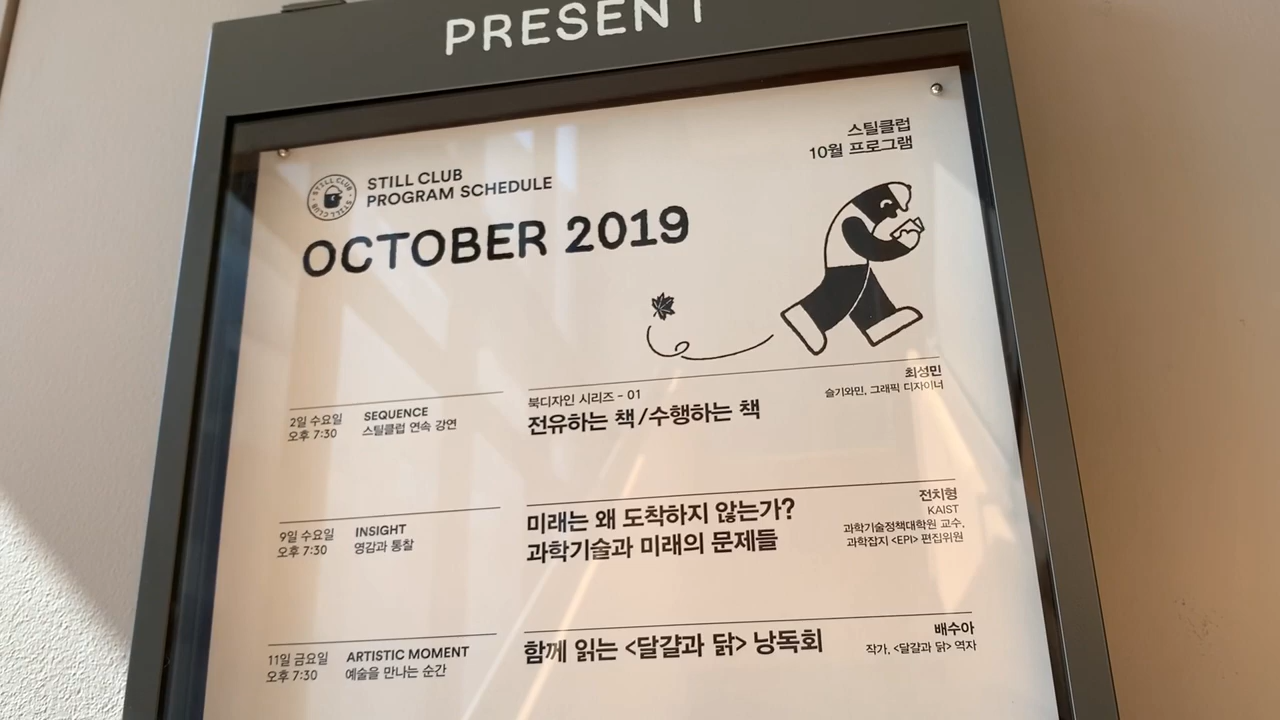 PRESENT
스틸클럽
10월 프로그램
STILL CLUB · STILL CLUB ·
STILL CLUB
PROGRAM SCHEDULE
OCTOBER 2019
2일 수요일
오후 7:30
SEQUENCE
스틸클럽 연속 강연
북디자인 시리즈 - 01
전유하는 책/수행하는 책
최성민
슬기와민, 그래픽 디자이너
9일 수요일
오후 7:30
INSIGHT
영감과 통찰
미래는 왜 도착하지 않는가?
과학기술과 미래의 문제들
전치형
KAIST
과학기술정책대학원 교수,
과학잡지 <EPI> 편집위원
11일 금요일
오후 7:30
ARTISTIC MOMENT
예술을 만나는 순간
함께 읽는 <달걀과 닭> 낭독회
배수아
작가, <달걀과 닭> 역자